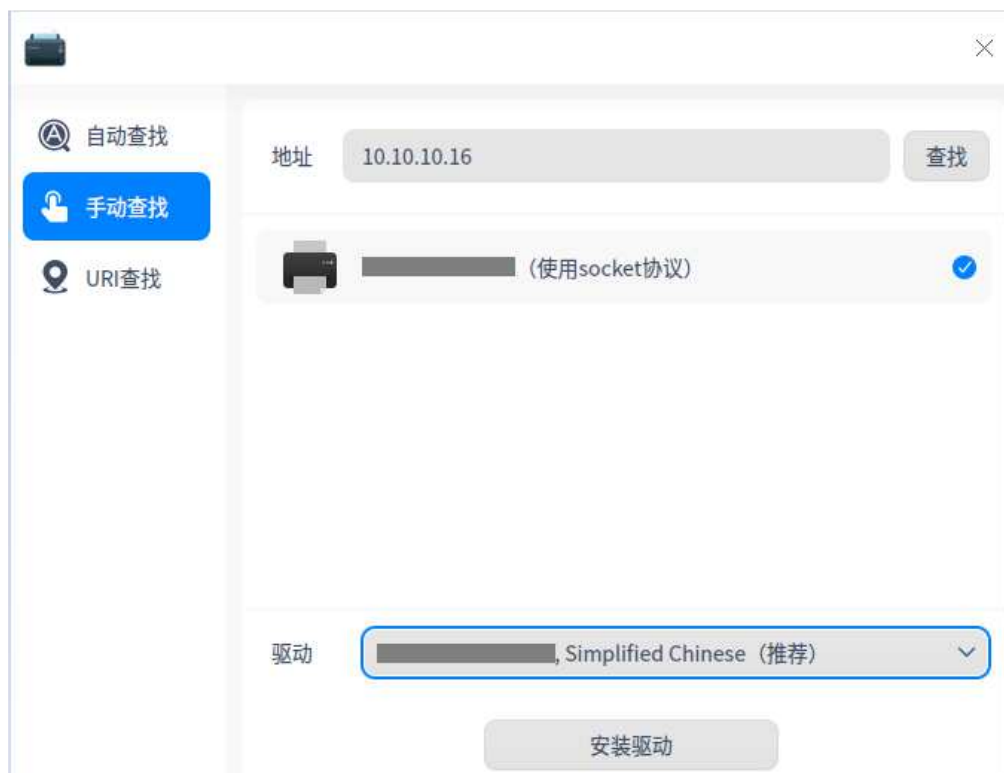 自动查找
手动查找
URI查找
地址 10.10.10.16 查找
（使用socket协议）
驱动 , Simplified Chinese（推荐）
安装驱动